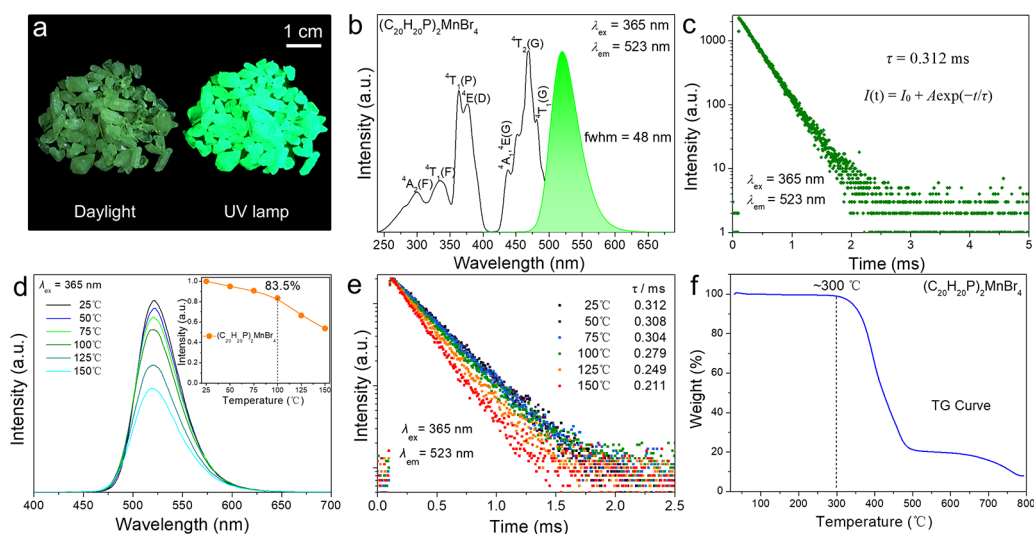 a
1 cm
Daylight
UV lamp
b
(C₂₀H₂₀P)₂MnBr₄
λex = 365 nm
λem = 523 nm
⁴T₂(G)
⁴T₁(P)
⁴E(D)
⁴T₁(G)
⁴A₁,⁴E(G)
⁴T₁(F)
⁴A₂(F)
fwhm = 48 nm
Intensity (a.u.)
250 300 350 400 450 500 550 600 650
Wavelength (nm)
c
τ = 0.312 ms
I(t) = I₀ + Aexp(−t/τ)
λex = 365 nm
λem = 523 nm
Intensity (a.u.)
1000
100
10
1
0 1 2 3 4 5
Time (ms)
d
λex = 365 nm
25℃
50℃
75℃
100℃
125℃
150℃
83.5%
(C₂₀H₂₀P)₂MnBr₄
Intensity (a.u.)
1.0
0.8
0.6
0.4
0.2
0.0
25 50 75 100 125 150
Temperature (℃)
Intensity (a.u.)
400 450 500 550 600 650 700
Wavelength (nm)
e
τ / ms
25℃ 0.312
50℃ 0.308
75℃ 0.304
100℃ 0.279
125℃ 0.249
150℃ 0.211
λex = 365 nm
λem = 523 nm
Intensity (a.u.)
0.0 0.5 1.0 1.5 2.0 2.5
Time (ms)
f
~300 ℃
(C₂₀H₂₀P)₂MnBr₄
TG Curve
Weight (%)
100
80
60
40
20
0
100 200 300 400 500 600 700 800
Temperature (℃)